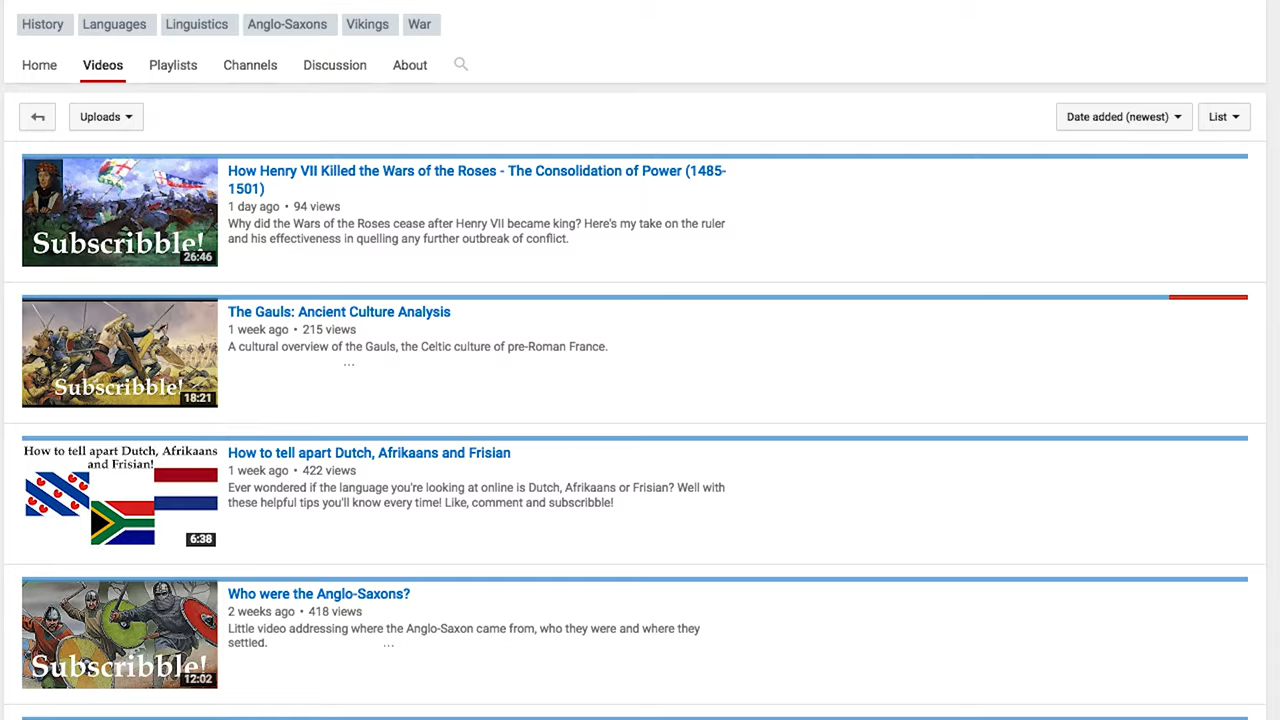 History Languages Linguistics Anglo-Saxons Vikings War
Home Videos Playlists Channels Discussion About
Uploads Date added (newest) List
How Henry VII Killed the Wars of the Roses - The Consolidation of Power (1485-
1501)
1 day ago • 94 views
Why did the Wars of the Roses cease after Henry VII became king? Here's my take on the ruler
and his effectiveness in quelling any further outbreak of conflict.
Subscribble!
26:46
The Gauls: Ancient Culture Analysis
1 week ago • 215 views
A cultural overview of the Gauls, the Celtic culture of pre-Roman France.
...
Subscribble!
18:21
How to tell apart Dutch, Afrikaans
and Frisian!
6:38
How to tell apart Dutch, Afrikaans and Frisian
1 week ago • 422 views
Ever wondered if the language you're looking at online is Dutch, Afrikaans or Frisian? Well with
these helpful tips you'll know every time! Like, comment and subscribble!
Who were the Anglo-Saxons?
2 weeks ago • 418 views
Little video addressing where the Anglo-Saxon came from, who they were and where they
settled. ...
Subscribble!
12:02